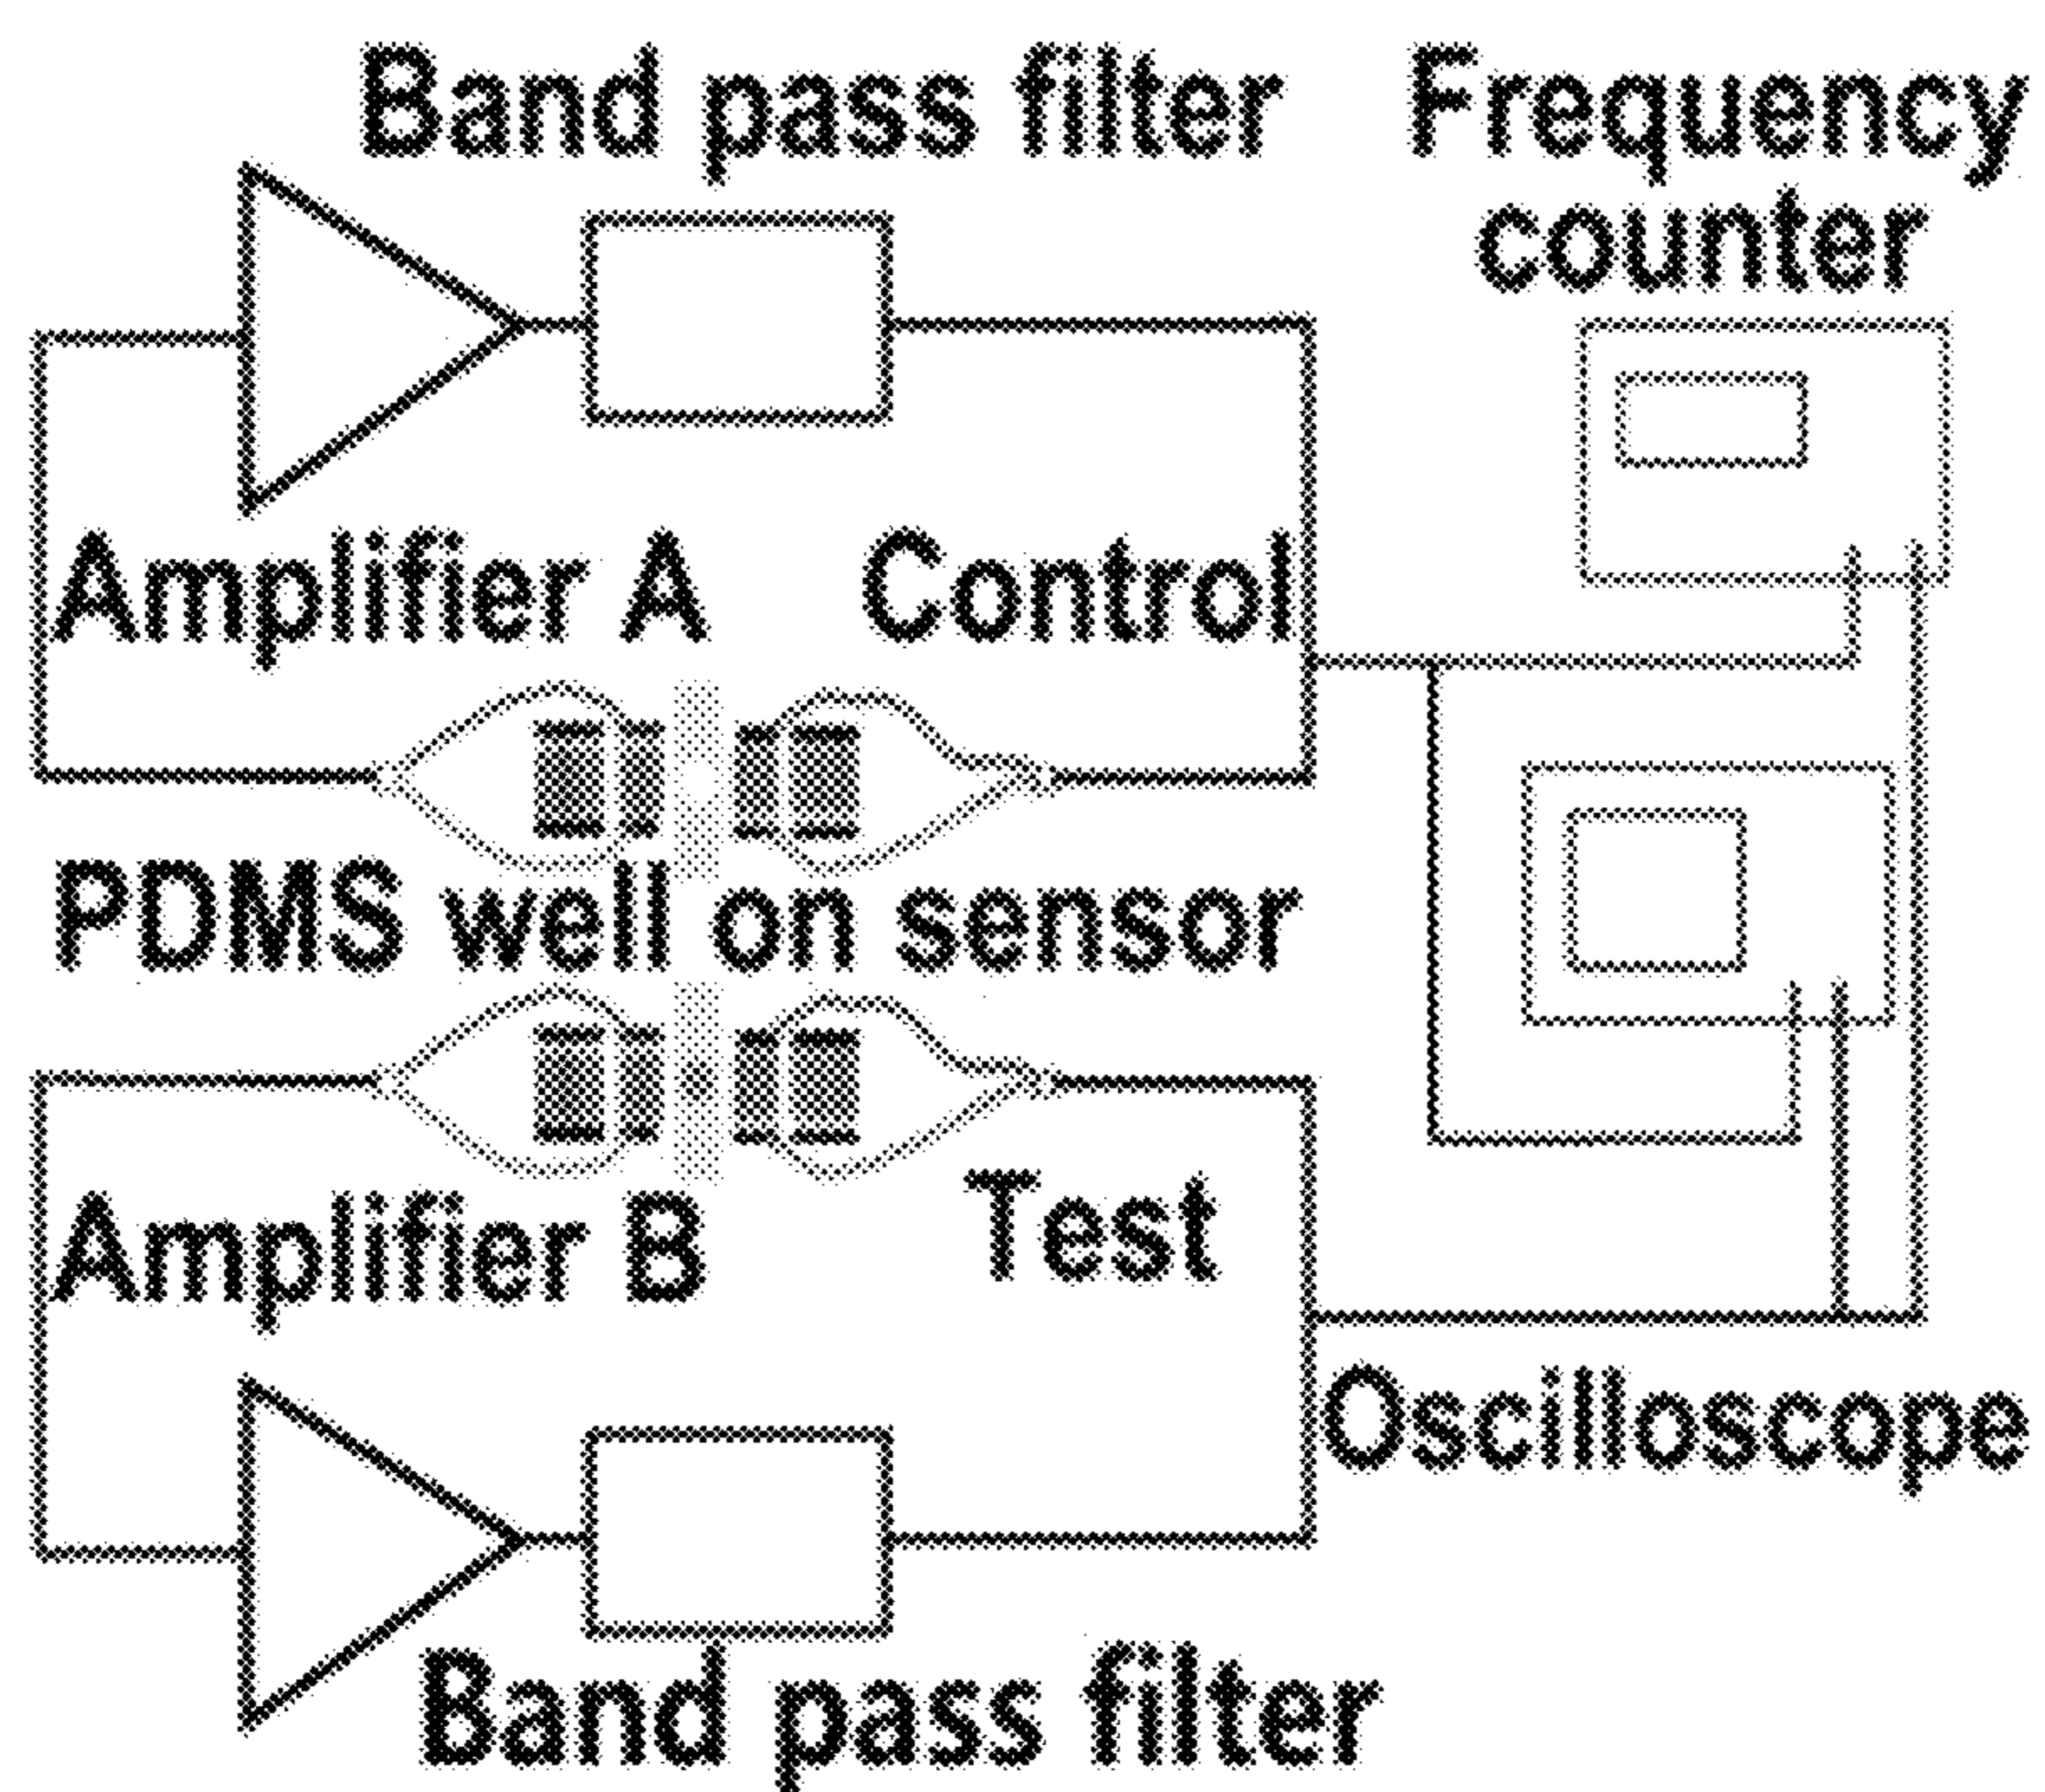 Band pass filter
Frequency
counter
Amplifier A
Control
PDMS well on sensor
Amplifier B
Test
Oscilloscope
Band pass filter